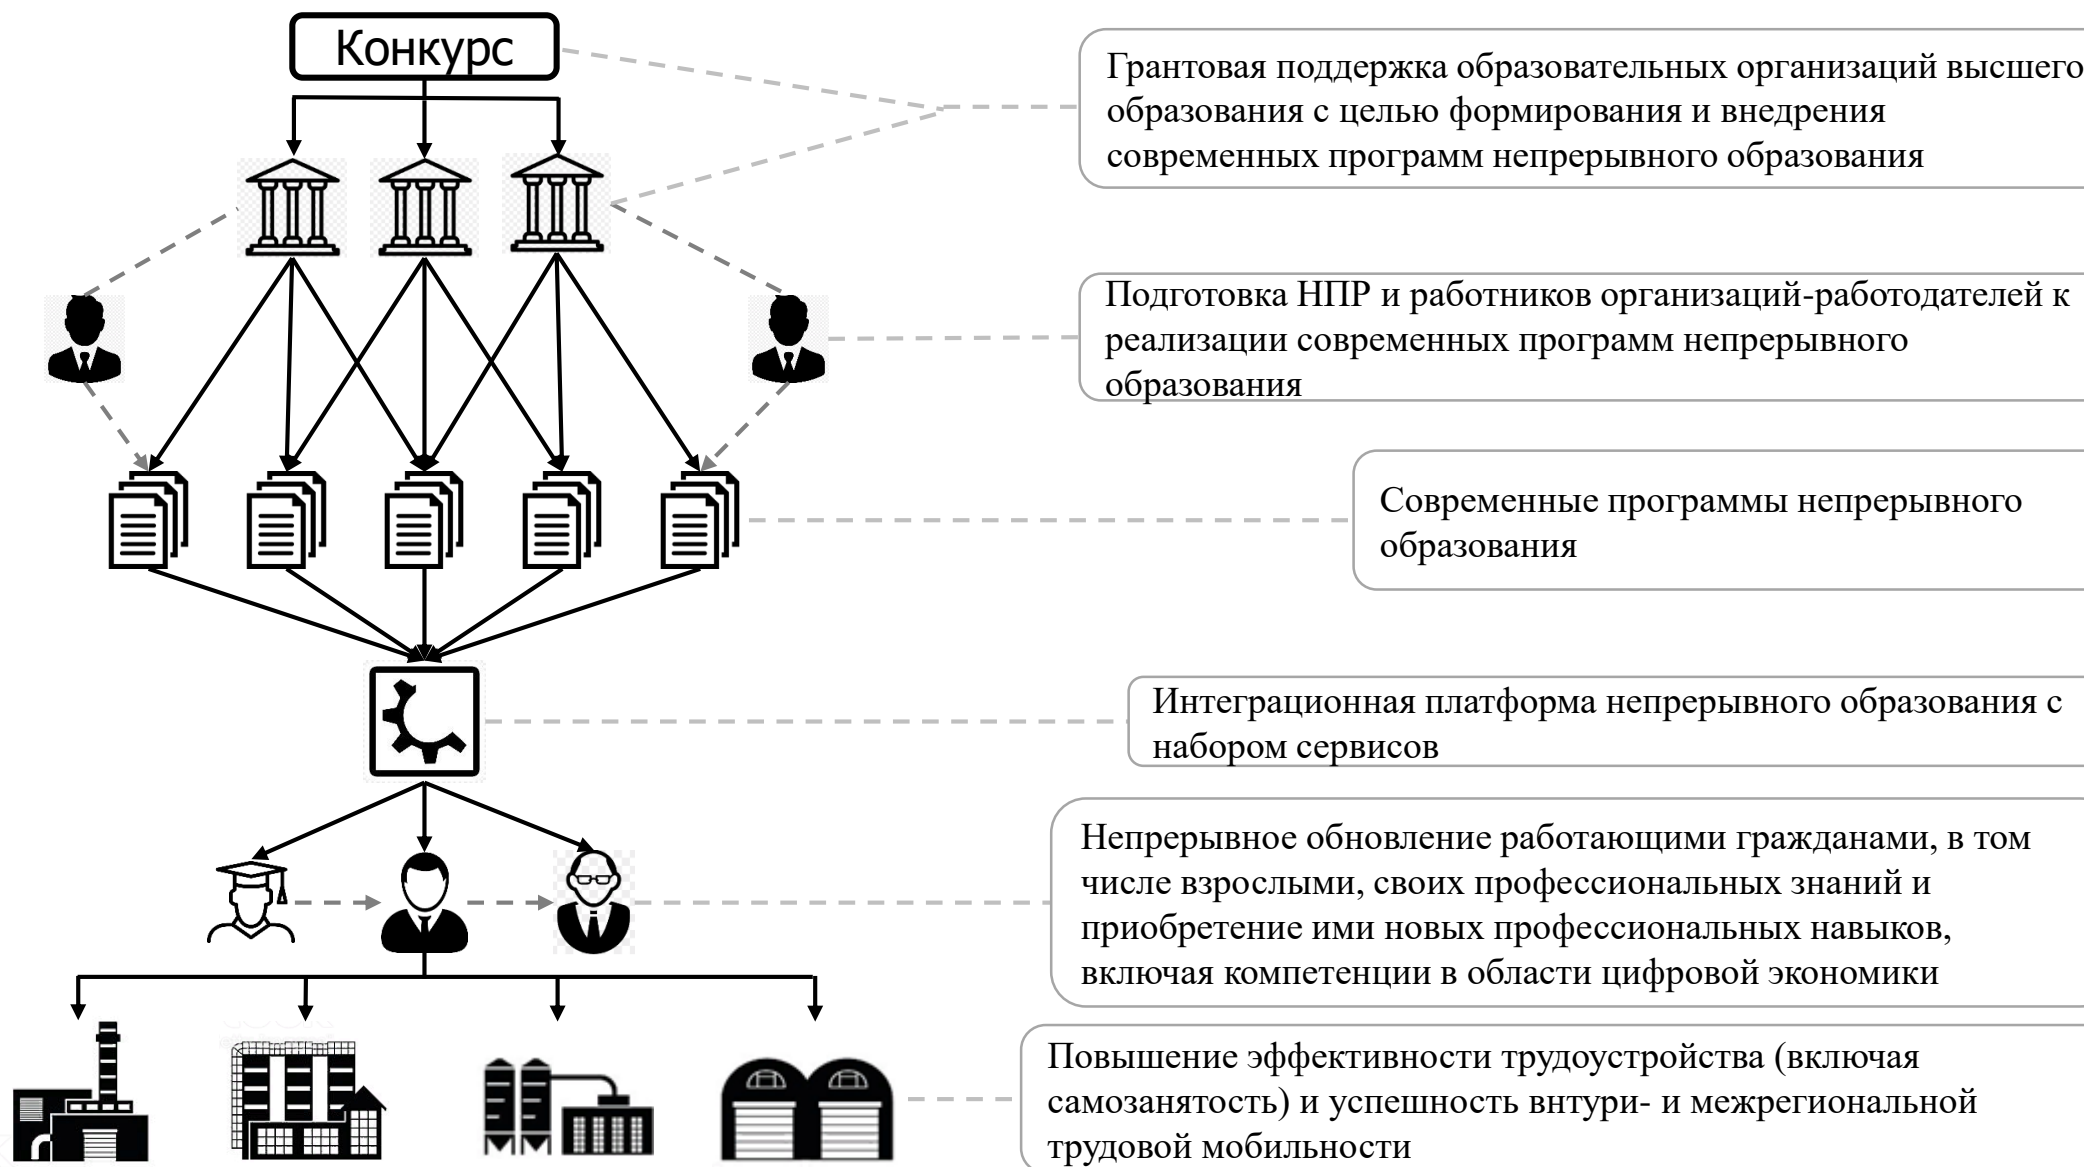 Конкурс
Грантовая поддержка образовательных организаций высшего
образования с целью формирования и внедрения
современных программ непрерывного образования
Подготовка НПР и работников организаций-работодателей к
реализации современных программ непрерывного
образования
Современные программы непрерывного
образования
Интеграционная платформа непрерывного образования с
набором сервисов
Непрерывное обновление работающими гражданами, в том
числе взрослыми, своих профессиональных знаний и
приобретение ими новых профессиональных навыков,
включая компетенции в области цифровой экономики
Повышение эффективности трудоустройства (включая
самозанятость) и успешность внтури- и межрегиональной
трудовой мобильности